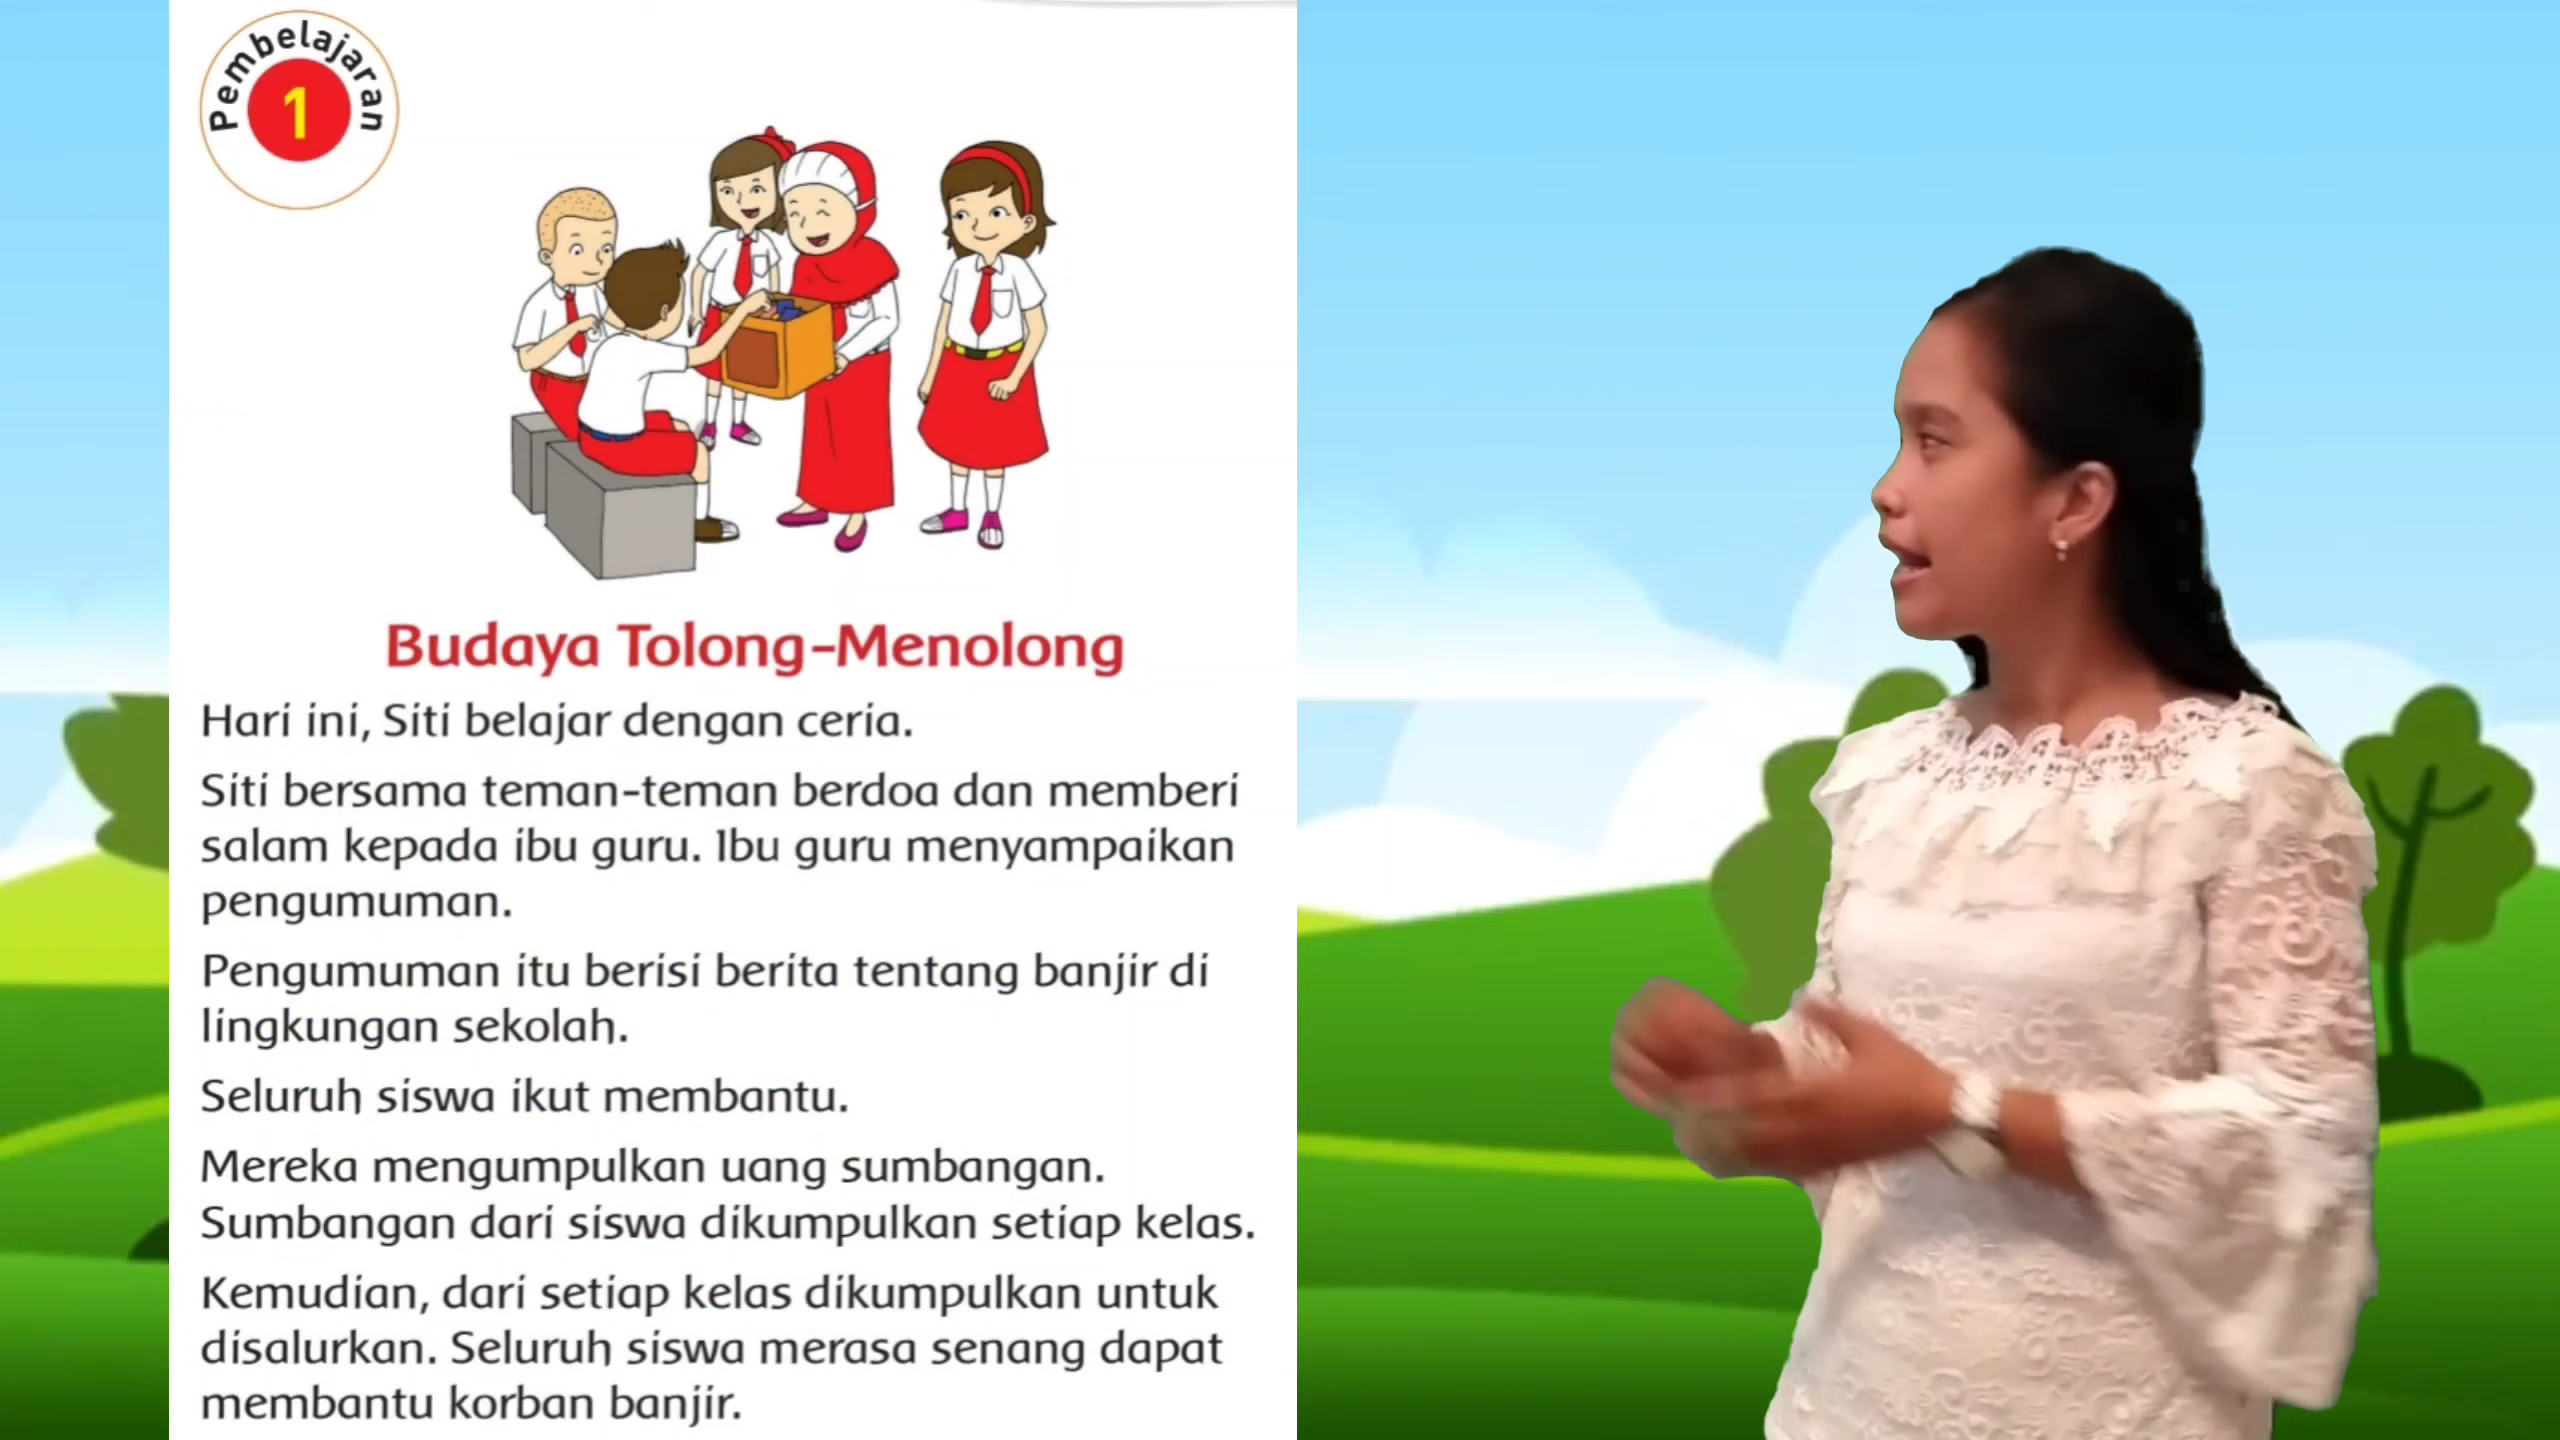 Pembelajaran
1
Budaya Tolong-Menolong
Hari ini, Siti belajar dengan ceria.
Siti bersama teman-teman berdoa dan memberi
salam kepada ibu guru. Ibu guru menyampaikan
pengumuman.
Pengumuman itu berisi berita tentang banjir di
lingkungan sekolah.
Seluruh siswa ikut membantu.
Mereka mengumpulkan uang sumbangan.
Sumbangan dari siswa dikumpulkan setiap kelas.
Kemudian, dari setiap kelas dikumpulkan untuk
disalurkan. Seluruh siswa merasa senang dapat
membantu korban banjir.